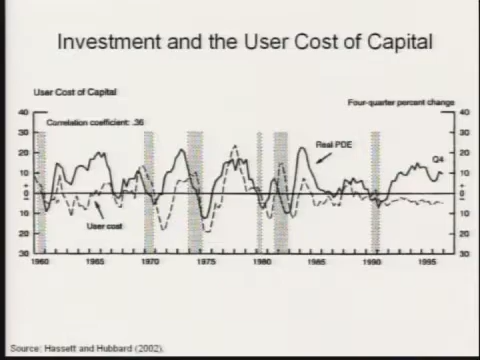 Investment and the User Cost of Capital
User Cost of Capital
Four-quarter percent change
Correlation coefficient: .36
Real PDE
Q4
User cost
40 40
30 30
20 20
10 10
+ +
0 0
- -
10 10
20 20
30 30
1960 1965 1970 1975 1980 1985 1990 1995
Source: Hassett and Hubbard (2002).